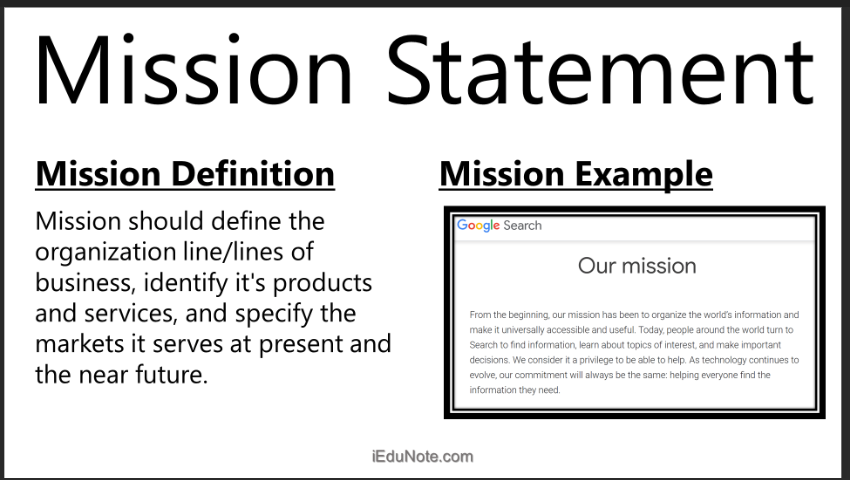 Mission Statement
Mission Definition
Mission should define the
organization line/lines of
business, identify it's products
and services, and specify the
markets it serves at present and
the near future.
Mission Example
Google Search
Our mission
From the beginning, our mission has been to organize the world's information and
make it universally accessible and useful. Today, people around the world turn to
Search to find information, learn about topics of interest, and make important
decisions. We consider it a privilege to be able to help. As technology continues to
evolve, our commitment will always be the same: helping everyone find the
information they need.
iEduNote.com